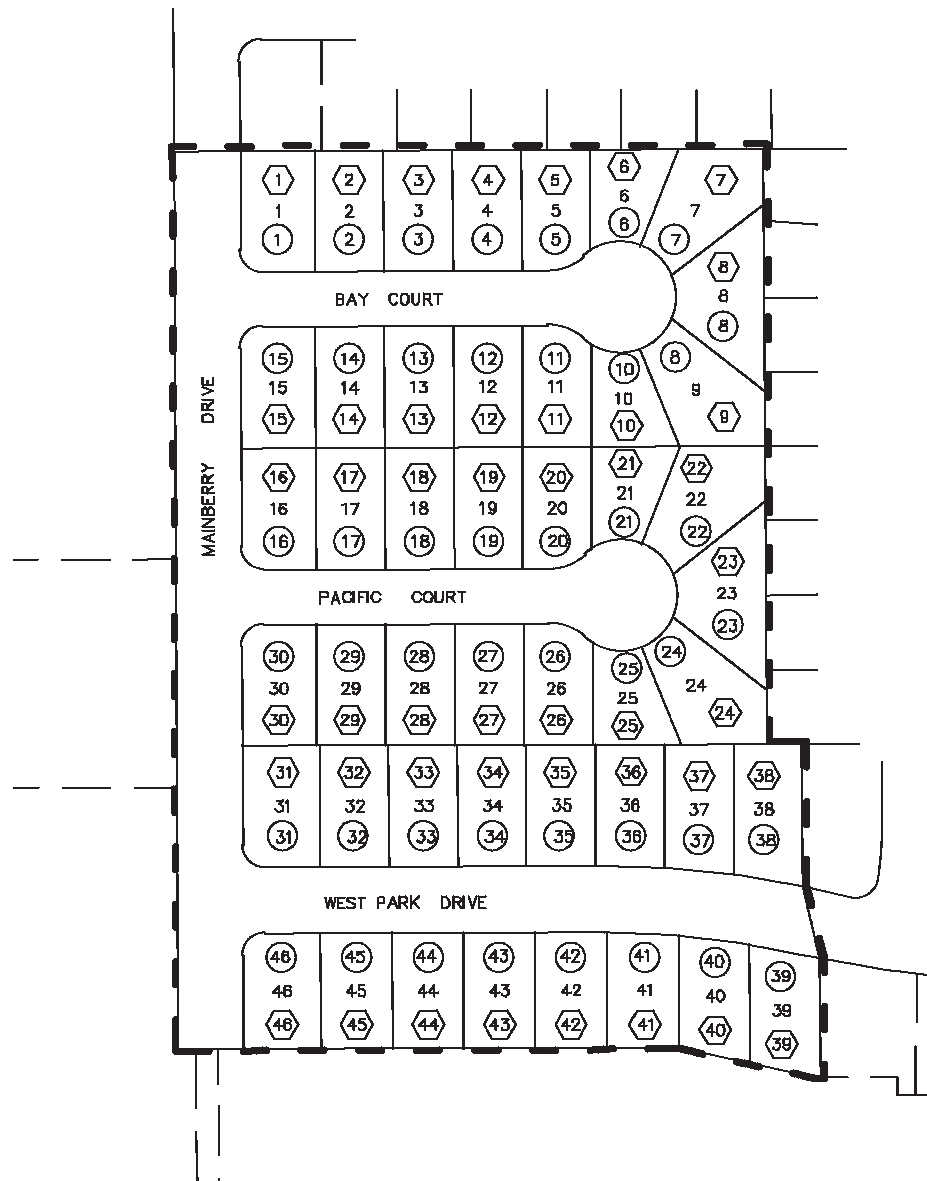 1 2 3 4 5 6 7
1 2 3 4 5 6 7
1 2 3 4 5 6 7
8
8
8
BAY COURT
15 14 13 12 11 10 8
15 14 13 12 11 10 9
15 14 13 12 11 10 9
MAINBERRY DRIVE
16 17 18 19 20 21 22
16 17 18 19 20 21 22
16 17 18 19 20 21 22
23
23
23
PACIFIC COURT
30 29 28 27 26 25 24
30 29 28 27 26 25 24
30 29 28 27 26 25 24
31 32 33 34 35 36 37 38
31 32 33 34 35 36 37 38
31 32 33 34 35 36 37 38
WEST PARK DRIVE
46 45 44 43 42 41 40 39
46 45 44 43 42 41 40 39
46 45 44 43 42 41 40 39